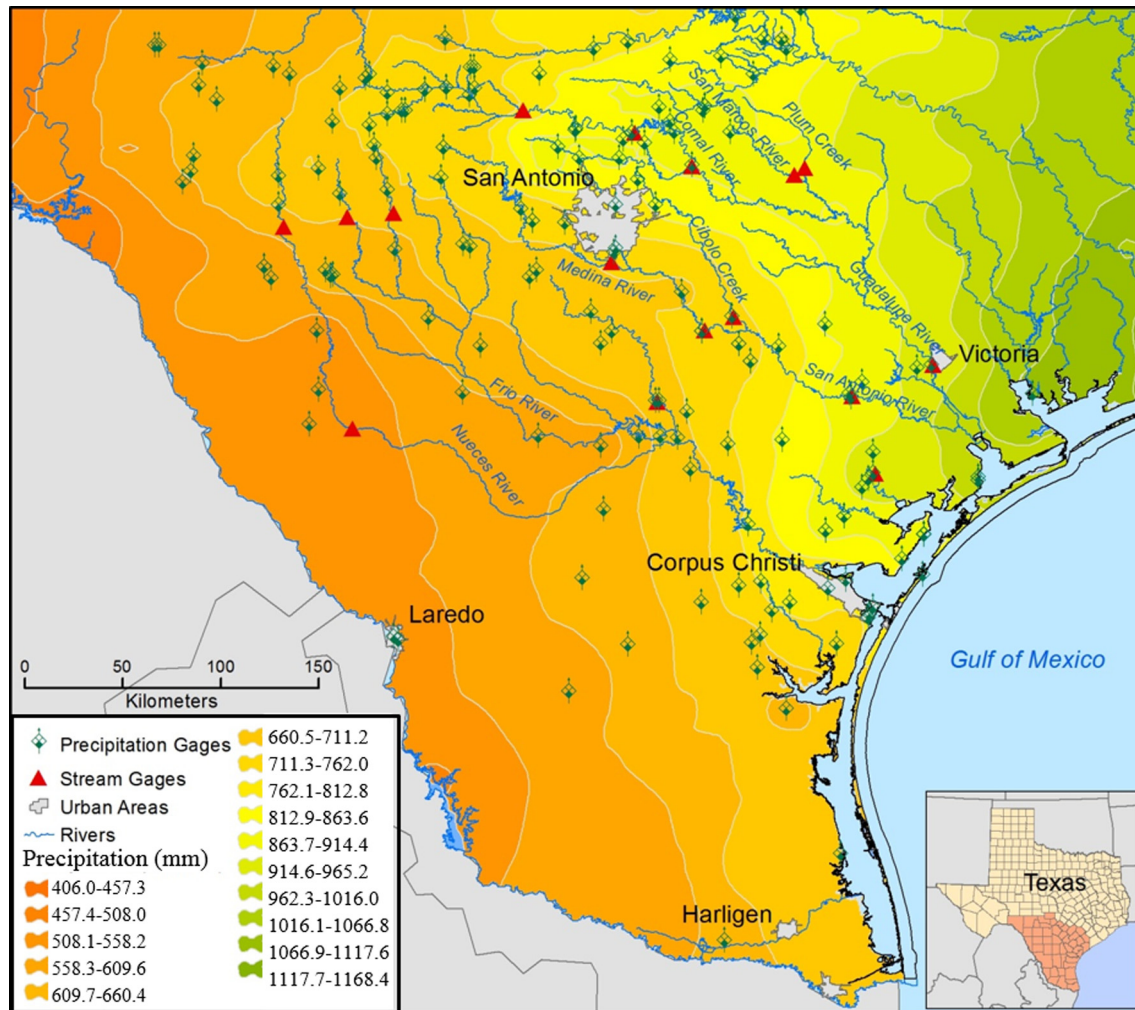 San Marcos River
Plum Creek
Comal River
San Antonio
Cibolo Creek
Medina River
Guadalupe River
Victoria
San Antonio River
Frio River
Nueces River
Corpus Christi
Laredo
Gulf of Mexico
0 50 100 150
Kilometers
Precipitation Gages
Stream Gages
Urban Areas
Rivers
Precipitation (mm)
406.0-457.3
457.4-508.0
508.1-558.2
558.3-609.6
609.7-660.4
660.5-711.2
711.3-762.0
762.1-812.8
812.9-863.6
863.7-914.4
914.6-965.2
962.3-1016.0
1016.1-1066.8
1066.9-1117.6
1117.7-1168.4
Harligen
Texas